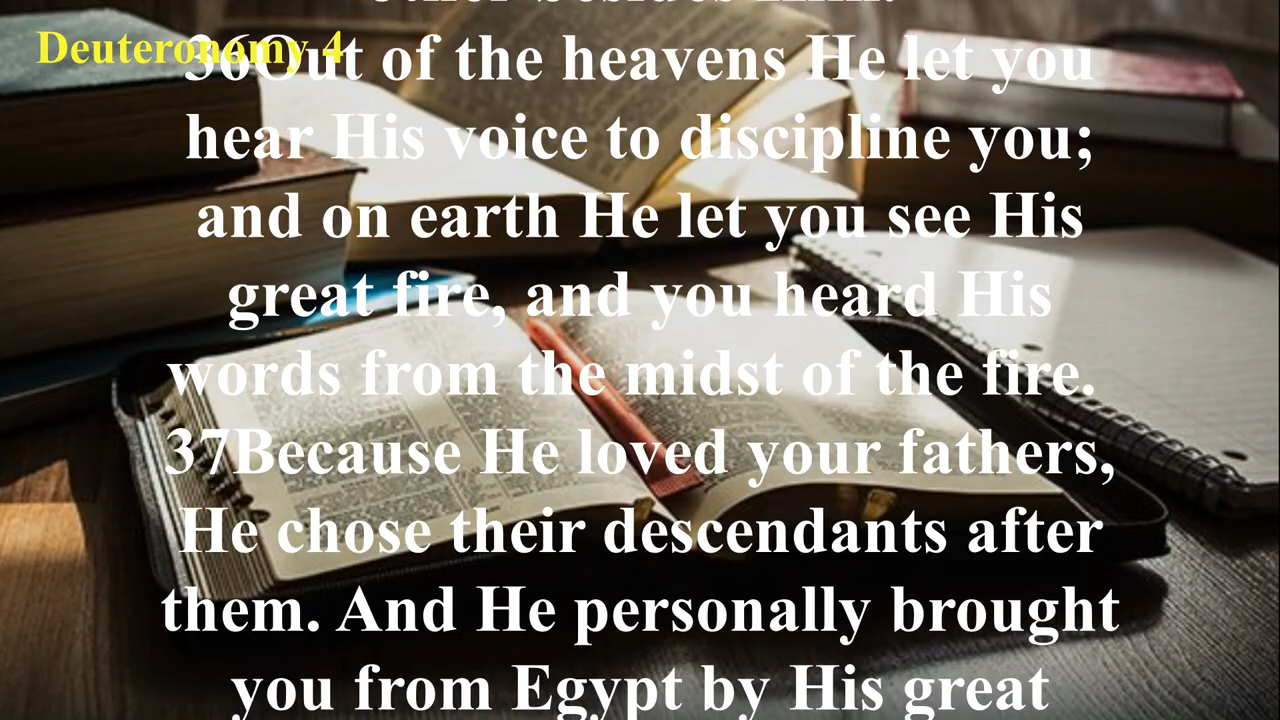 other besides Him.
Deuteronomy 4
36Out of the heavens He let you
hear His voice to discipline you;
and on earth He let you see His
great fire, and you heard His
words from the midst of the fire.
37Because He loved your fathers,
He chose their descendants after
them. And He personally brought
you from Egypt by His great